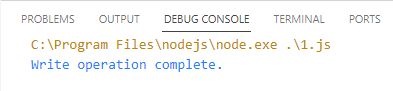 PROBLEMS OUTPUT DEBUG CONSOLE TERMINAL PORTS
C:\Program Files\nodejs\node.exe .\1.js
Write operation complete.